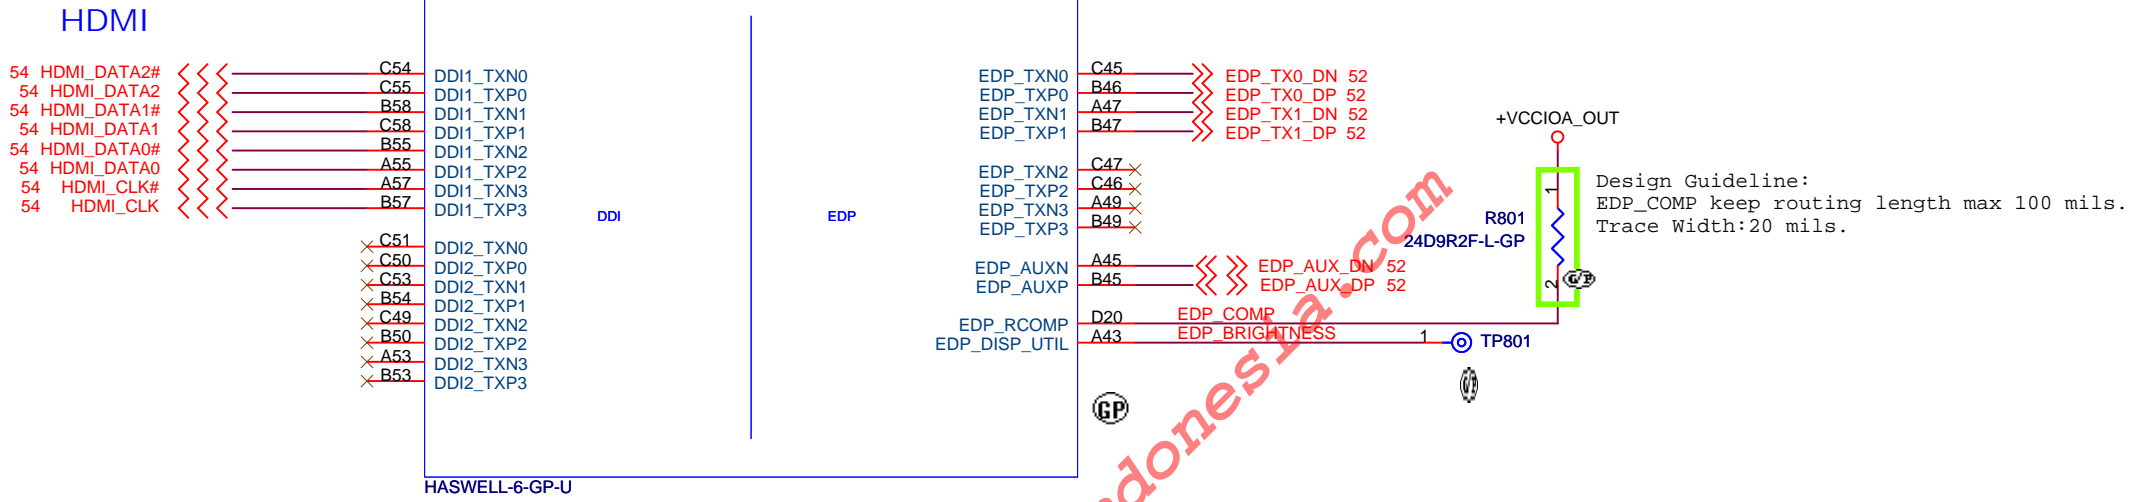 HDMI
54 HDMI_DATA2#
54 HDMI_DATA2
54 HDMI_DATA1#
54 HDMI_DATA1
54 HDMI_DATA0#
54 HDMI_DATA0
54 HDMI_CLK#
54 HDMI_CLK
C54 DDI1_TXN0
C55 DDI1_TXP0
B58 DDI1_TXN1
C58 DDI1_TXP1
B55 DDI1_TXN2
A55 DDI1_TXP2
A57 DDI1_TXN3
B57 DDI1_TXP3
C51 DDI2_TXN0
C50 DDI2_TXP0
C53 DDI2_TXN1
B54 DDI2_TXP1
C49 DDI2_TXN2
B50 DDI2_TXP2
A53 DDI2_TXN3
B53 DDI2_TXP3
DDI
EDP
EDP_TXN0 C45 EDP_TX0_DN 52
EDP_TXP0 B46 EDP_TX0_DP 52
EDP_TXN1 A47 EDP_TX1_DN 52
EDP_TXP1 B47 EDP_TX1_DP 52
EDP_TXN2 C47
EDP_TXP2 C46
EDP_TXN3 A49
EDP_TXP3 B49
EDP_AUXN A45 EDP_AUX_DN 52
EDP_AUXP B45 EDP_AUX_DP 52
EDP_RCOMP D20 EDP_COMP
EDP_DISP_UTIL A43 EDP_BRIGHTNESS 1 TP801
+VCCIOA_OUT
1
R801
24D9R2F-L-GP
2
G/P
Design Guideline:
EDP_COMP keep routing length max 100 mils.
Trace Width:20 mils.
G/P
GP
HASWELL-6-GP-U
donesia.com